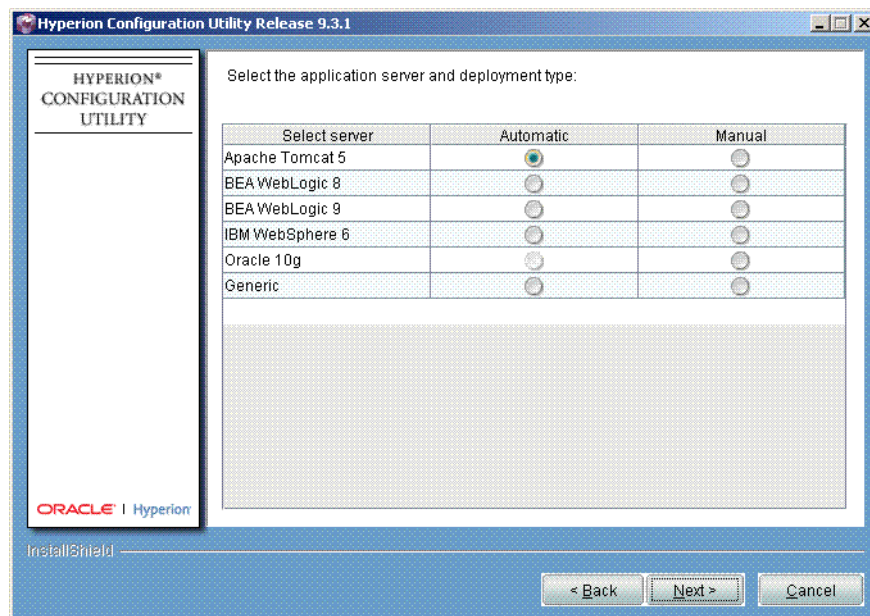 Hyperion Configuration Utility Release 9.3.1
HYPERION®
CONFIGURATION
UTILITY
Select the application server and deployment type:
Select server Automatic Manual
Apache Tomcat 5
BEA WebLogic 8
BEA WebLogic 9
IBM WebSphere 6
Oracle 10g
Generic
ORACLE® | Hyperion
InstallShield
< Back Next > Cancel